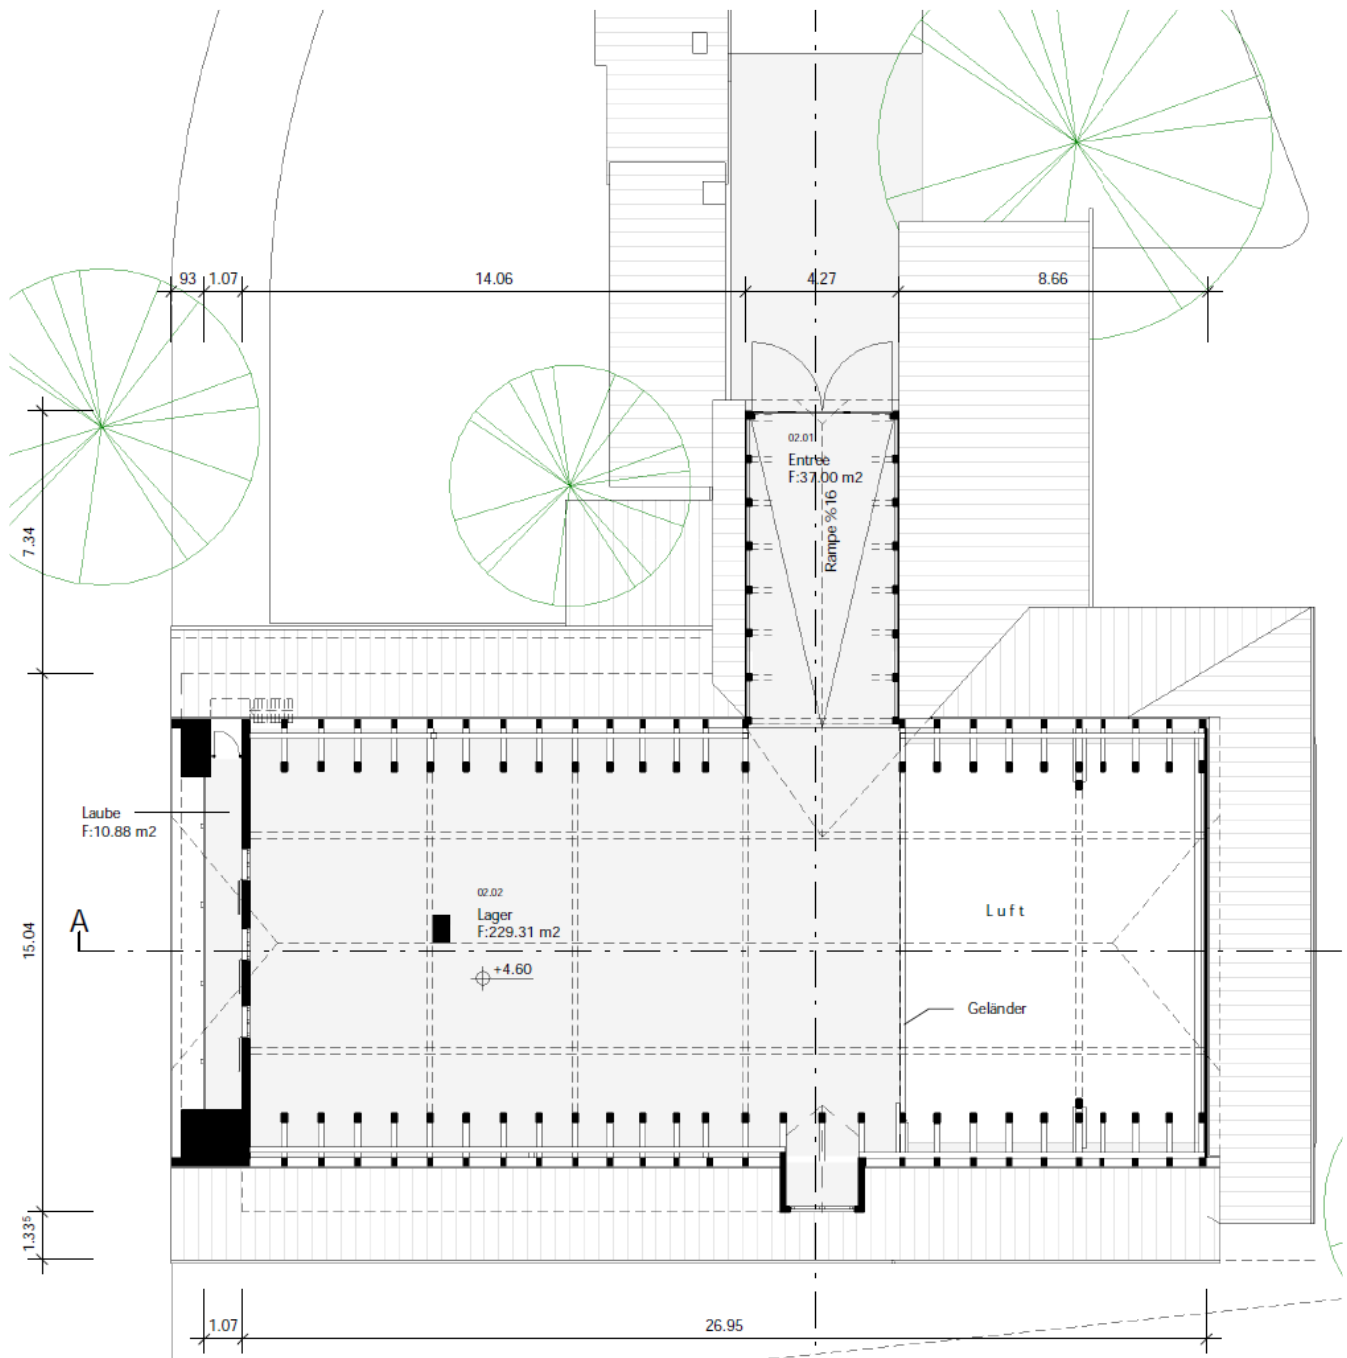 93
1.07
14.06
4.27
8.66
02.01
Entrée
F:37.00 m2
Rampe %16
7.34
Laube
F:10.88 m2
02.02
Lager
F:229.31 m2
Luft
A
15.04
+4.60
Geländer
1.33⁵
1.07
26.95